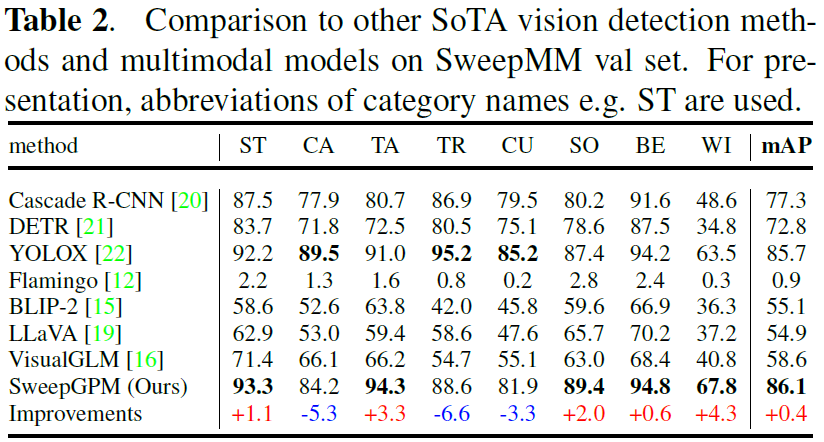 Table 2. Comparison to other SoTA vision detection meth-
ods and multimodal models on SweepMM val set. For pre-
sentation, abbreviations of category names e.g. ST are used.
method ST CA TA TR CU SO BE WI mAP
Cascade R-CNN [20] 87.5 77.9 80.7 86.9 79.5 80.2 91.6 48.6 77.3
DETR [21] 83.7 71.8 72.5 80.5 75.1 78.6 87.5 34.8 72.8
YOLOX [22] 92.2 89.5 91.0 95.2 85.2 87.4 94.2 63.5 85.7
Flamingo [12] 2.2 1.3 1.6 0.8 0.2 2.8 2.4 0.3 0.9
BLIP-2 [15] 58.6 52.6 63.8 42.0 45.8 59.6 66.9 36.3 55.1
LLaVA [19] 62.9 53.0 59.4 58.6 47.6 65.7 70.2 37.2 54.9
VisualGLM [16] 71.4 66.1 66.2 54.7 55.1 63.0 68.4 40.8 58.6
SweepGPM (Ours) 93.3 84.2 94.3 88.6 81.9 89.4 94.8 67.8 86.1
Improvements +1.1 -5.3 +3.3 -6.6 -3.3 +2.0 +0.6 +4.3 +0.4